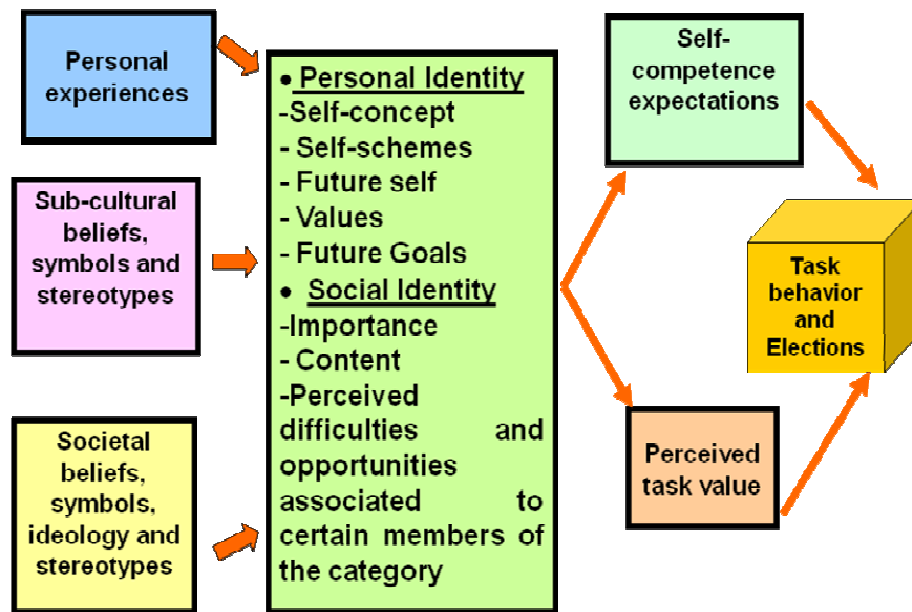 Personal
experiences
Sub-cultural
beliefs,
symbols and
stereotypes
Societal
beliefs,
symbols,
ideology and
stereotypes
• Personal Identity
-Self-concept
- Self-schemes
- Future self
- Values
- Future Goals
• Social Identity
-Importance
- Content
-Perceived
difficulties and
opportunities
associated to
certain members of
the category
Self-
competence
expectations
Perceived
task value
Task
behavior
and
Elections